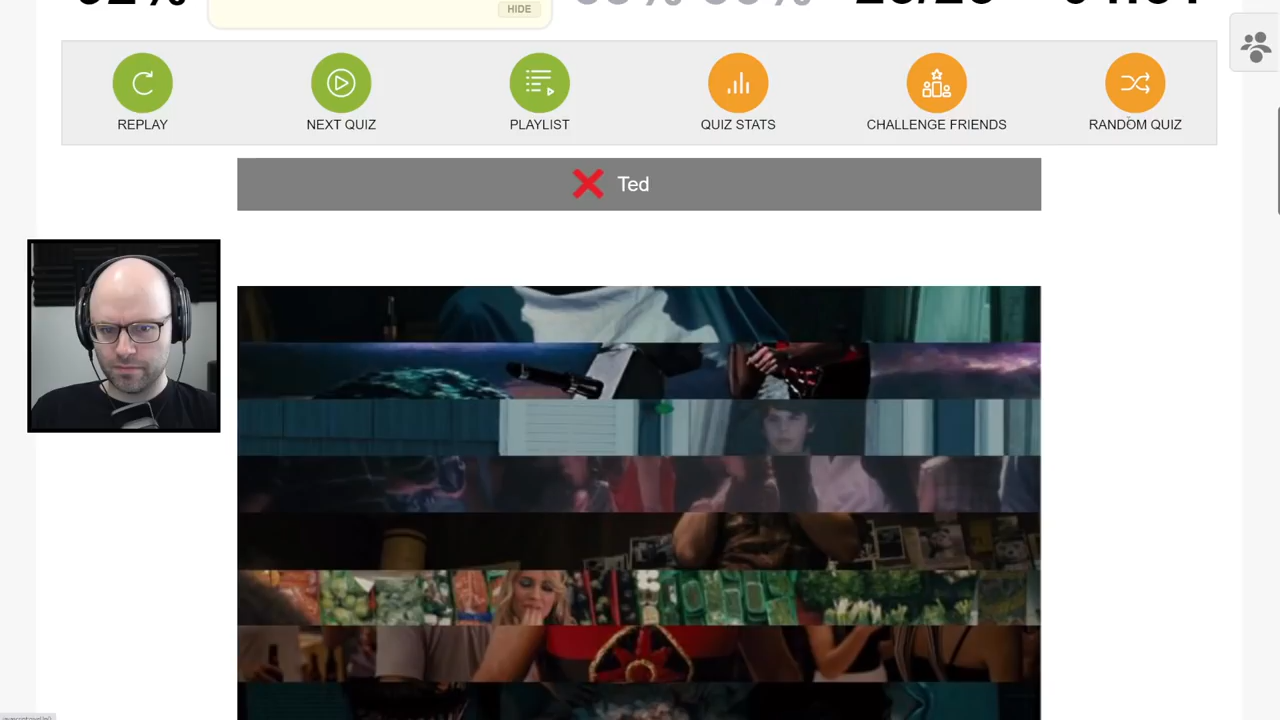 HIDE
REPLAY
NEXT QUIZ
PLAYLIST
QUIZ STATS
CHALLENGE FRIENDS
RANDOM QUIZ
Ted